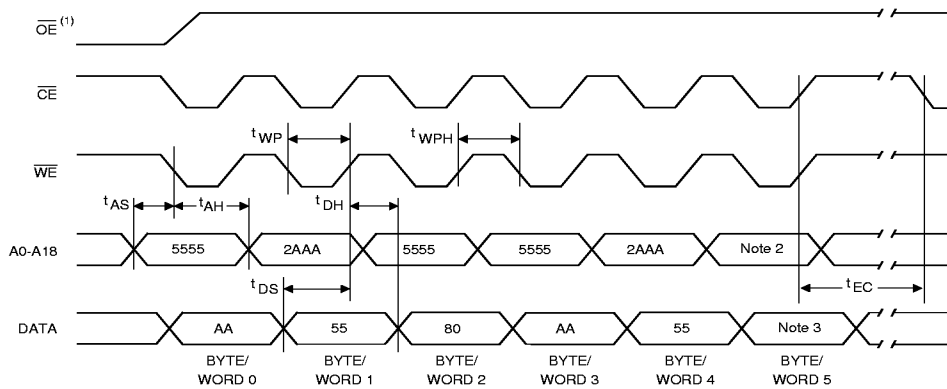 OE (1)
CE
t WP
t WPH
WE
t AS
t AH
t DH
A0-A18
5555
2AAA
5555
5555
2AAA
Note 2
t DS
t EC
DATA
AA
55
80
AA
55
Note 3
BYTE/
WORD 0
BYTE/
WORD 1
BYTE/
WORD 2
BYTE/
WORD 3
BYTE/
WORD 4
BYTE/
WORD 5